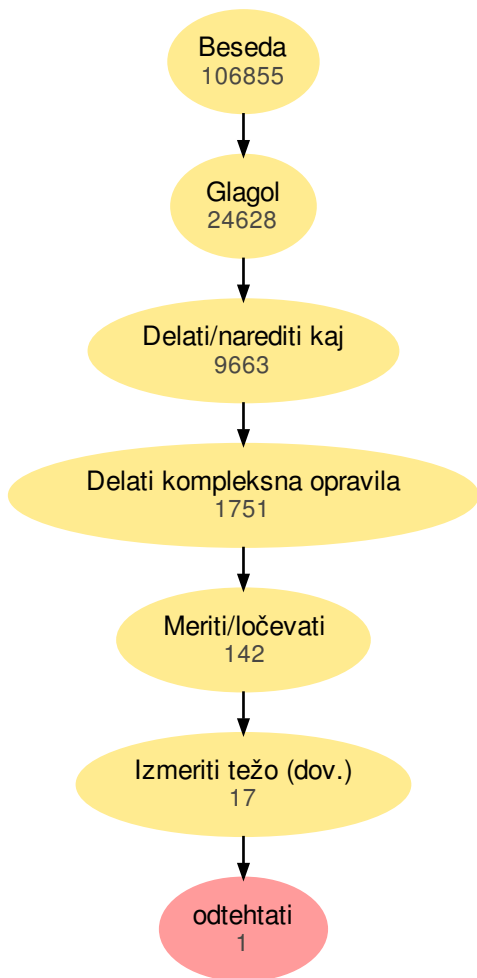 Beseda
106855
Glagol
24628
Delati/narediti kaj
9663
Delati kompleksna opravila
1751
Meriti/ločevati
142
Izmeriti težo (dov.)
17
odtehtati
1